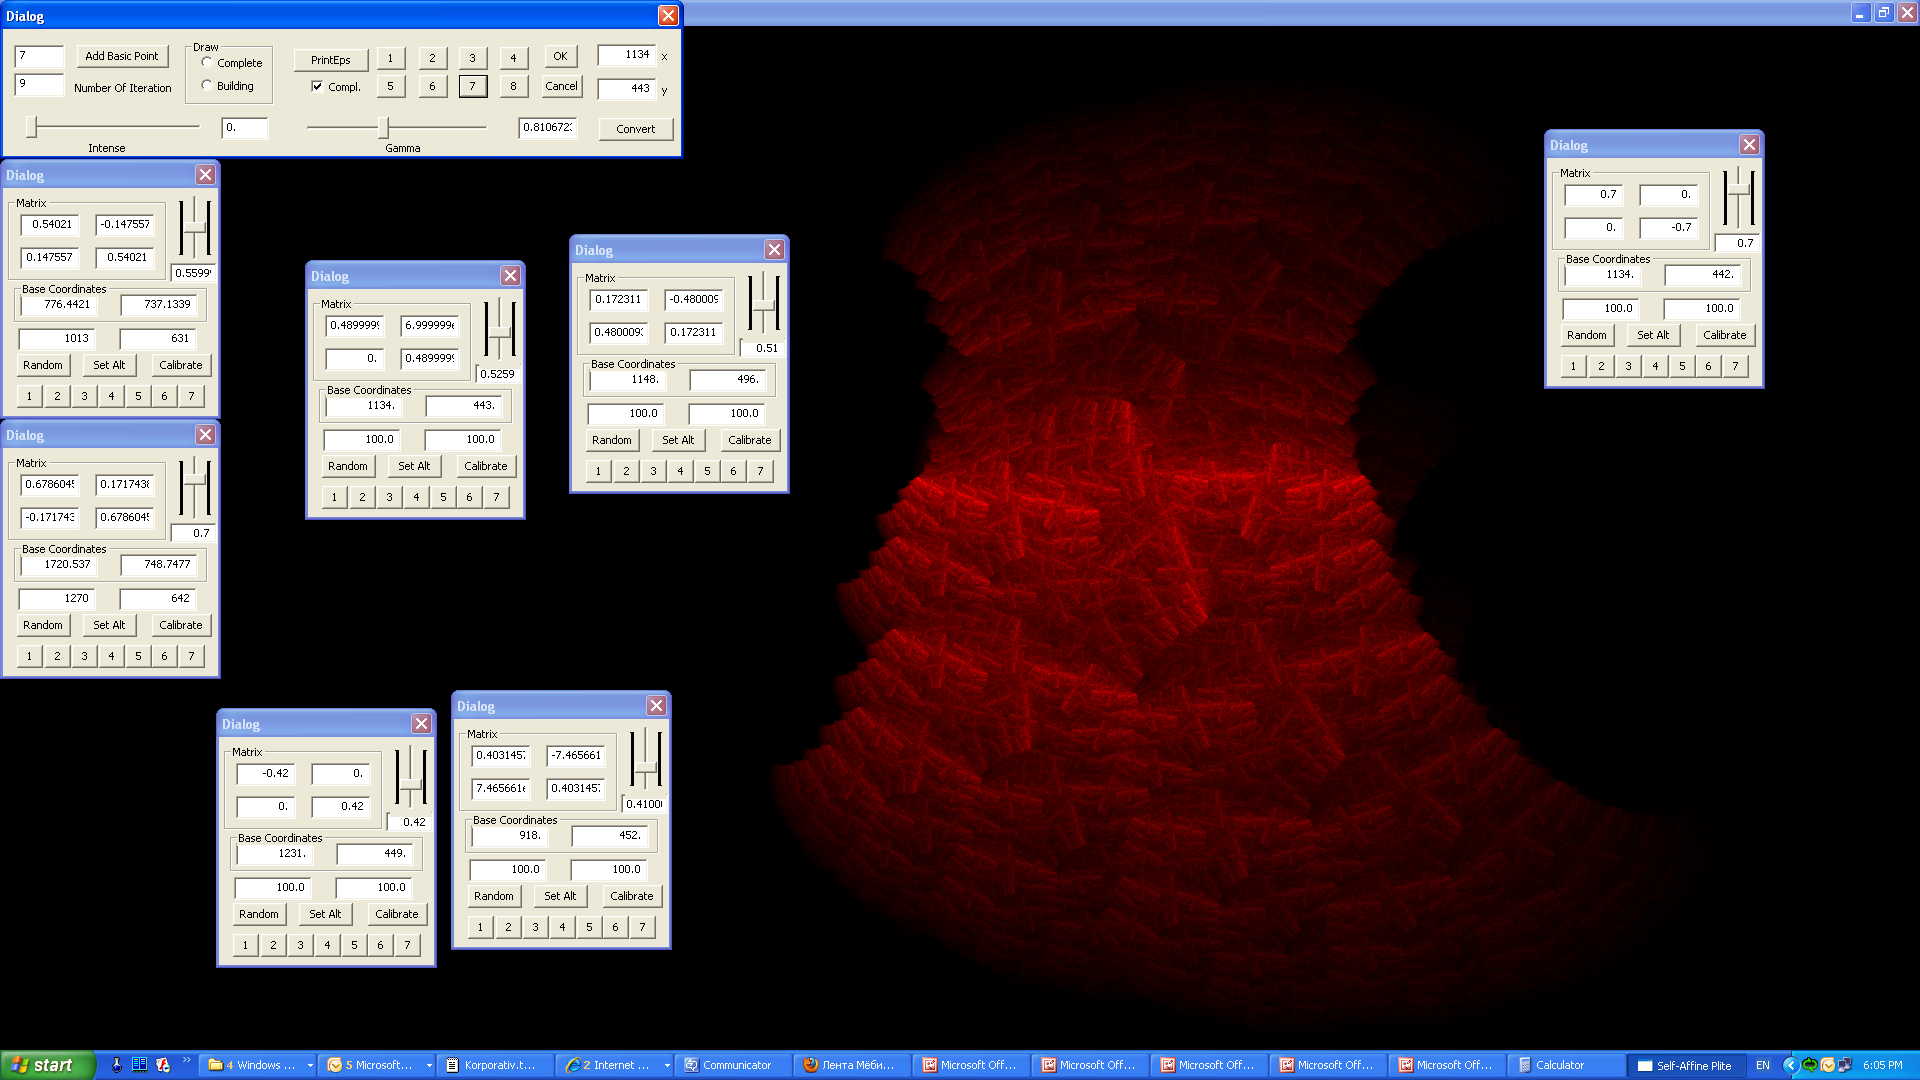 Dialog
7
Add Basic Point
Draw
Complete
Building
9
Number Of Iteration
PrintEps
Compl.
1 2 3 4
5 6 7 8
OK
Cancel
1134 x
443 y
0.
Intense
Gamma
0.810672
Convert
Dialog
Matrix
0.54021 -0.147557
0.147557 0.54021
0.5599
Base Coordinates
776.4421 737.1339
1013 631
Random Set Alt Calibrate
1 2 3 4 5 6 7
Dialog
Matrix
0.678604 0.171743
-0.171743 0.678604
0.7
Base Coordinates
1720.537 748.7477
1270 642
Random Set Alt Calibrate
1 2 3 4 5 6 7
Dialog
Matrix
0.489999 6.999999
0. 0.489999
0.5259
Base Coordinates
1134. 443.
100.0 100.0
Random Set Alt Calibrate
1 2 3 4 5 6 7
Dialog
Matrix
0.172311 -0.480009
0.480009 0.172311
0.51
Base Coordinates
1148. 496.
100.0 100.0
Random Set Alt Calibrate
1 2 3 4 5 6 7
Dialog
Matrix
0.7 0.
0. -0.7
0.7
Base Coordinates
1134. 442.
100.0 100.0
Random Set Alt Calibrate
1 2 3 4 5 6 7
Dialog
Matrix
-0.42 0.
0. 0.42
0.42
Base Coordinates
1231. 449.
100.0 100.0
Random Set Alt Calibrate
1 2 3 4 5 6 7
Dialog
Matrix
0.403145 -7.465661
7.465661 0.403145
0.4100
Base Coordinates
918. 452.
100.0 100.0
Random Set Alt Calibrate
1 2 3 4 5 6 7
start
4 Windows ...
5 Microsoft...
Korporativ.t...
2 Internet ...
Communicator
Лента Мёби...
Microsoft Off...
Microsoft Off...
Microsoft Off...
Microsoft Off...
Microsoft Off...
Calculator
Self-Affine Plite
EN
6:05 PM